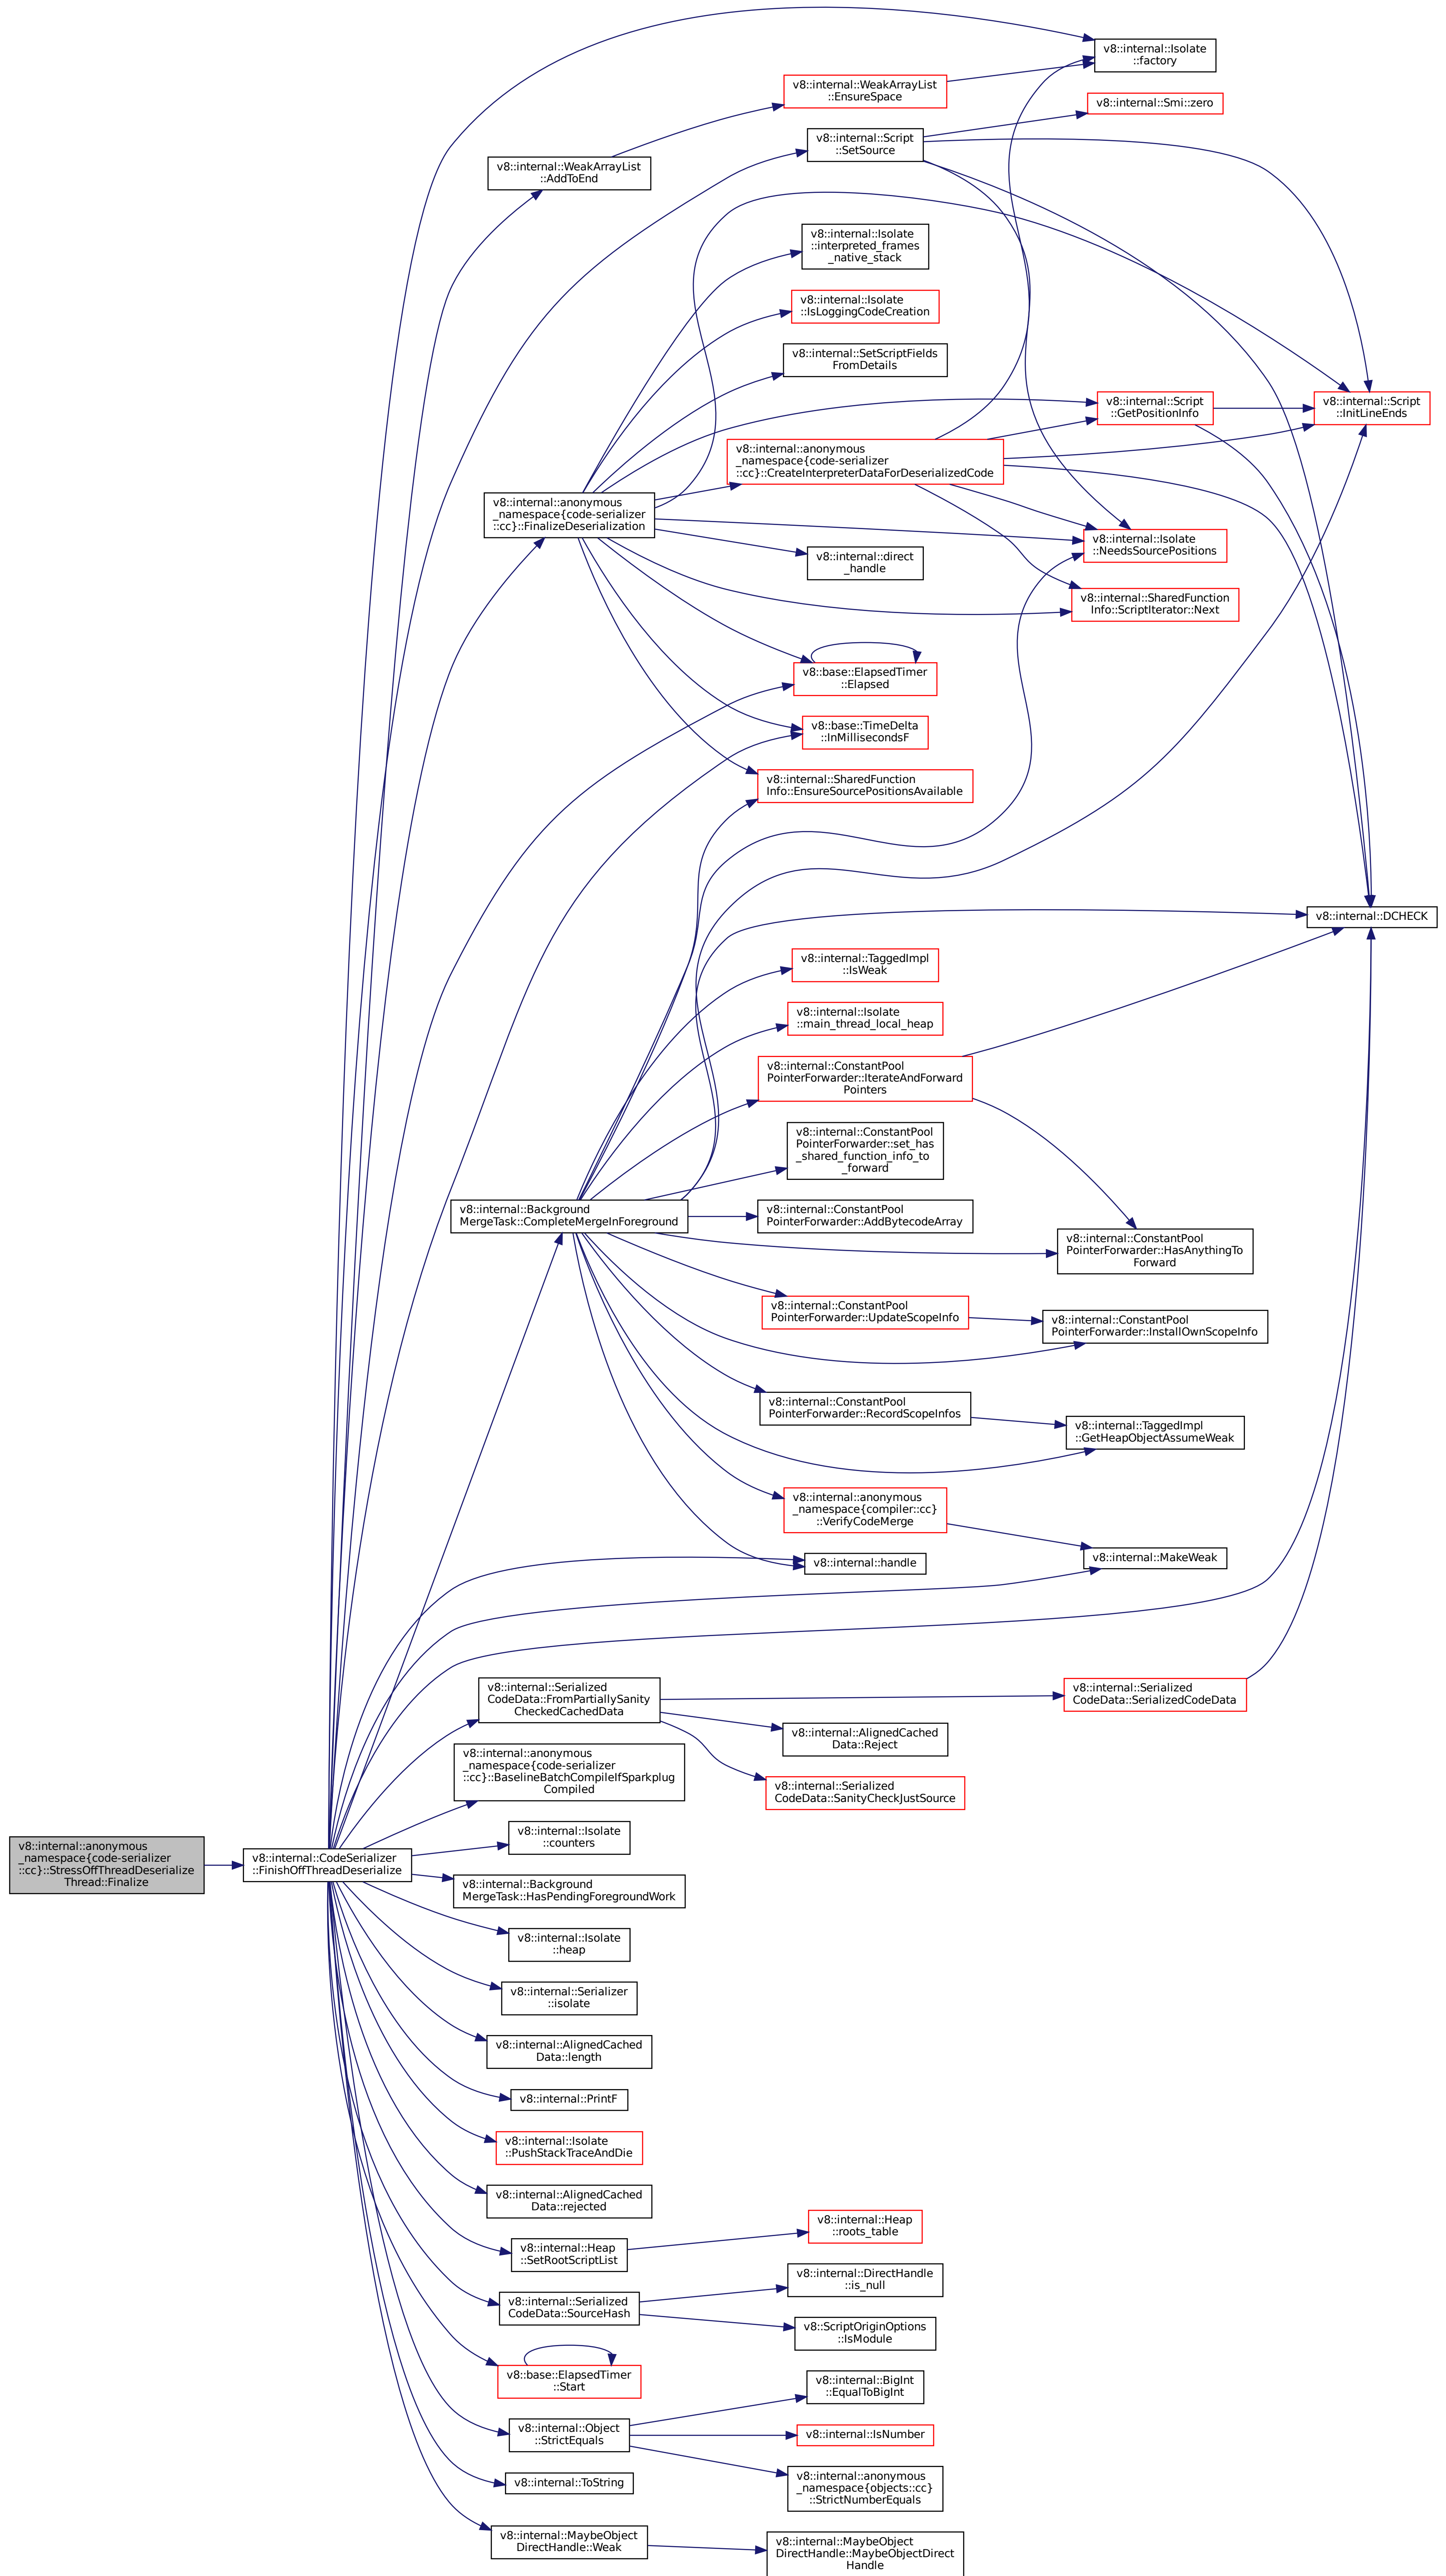 v8::internal::Isolate
::factory
v8::internal::WeakArrayList
::EnsureSpace
v8::internal::Smi::zero
v8::internal::Script
::SetSource
v8::internal::WeakArrayList
::AddToEnd
v8::internal::Isolate
::interpreted_frames
_native_stack
v8::internal::Isolate
::IsLoggingCodeCreation
v8::internal::SetScriptFields
FromDetails
v8::internal::Script
::GetPositionInfo
v8::internal::Script
::InitLineEnds
v8::internal::anonymous
_namespace{code-serializer
::cc}::CreateInterpreterDataForDeserializedCode
v8::internal::anonymous
_namespace{code-serializer
::cc}::FinalizeDeserialization
v8::internal::Isolate
::NeedsSourcePositions
v8::internal::direct
_handle
v8::internal::SharedFunction
Info::ScriptIterator::Next
v8::base::ElapsedTimer
::Elapsed
v8::base::TimeDelta
::InMillisecondsF
v8::internal::SharedFunction
Info::EnsureSourcePositionsAvailable
v8::internal::DCHECK
v8::internal::TaggedImpl
::IsWeak
v8::internal::Isolate
::main_thread_local_heap
v8::internal::ConstantPool
PointerForwarder::IterateAndForward
Pointers
v8::internal::ConstantPool
PointerForwarder::set_has
_shared_function_info_to
_forward
v8::internal::Background
MergeTask::CompleteMergeInForeground
v8::internal::ConstantPool
PointerForwarder::AddBytecodeArray
v8::internal::ConstantPool
PointerForwarder::HasAnythingTo
Forward
v8::internal::ConstantPool
PointerForwarder::UpdateScopeInfo
v8::internal::ConstantPool
PointerForwarder::InstallOwnScopeInfo
v8::internal::ConstantPool
PointerForwarder::RecordScopeInfos
v8::internal::TaggedImpl
::GetHeapObjectAssumeWeak
v8::internal::anonymous
_namespace{compiler::cc}
::VerifyCodeMerge
v8::internal::handle
v8::internal::MakeWeak
v8::internal::Serialized
CodeData::FromPartiallySanity
CheckedCachedData
v8::internal::Serialized
CodeData::SerializedCodeData
v8::internal::AlignedCached
Data::Reject
v8::internal::anonymous
_namespace{code-serializer
::cc}::BaselineBatchCompileIfSparkplug
Compiled
v8::internal::Serialized
CodeData::SanityCheckJustSource
v8::internal::anonymous
_namespace{code-serializer
::cc}::StressOffThreadDeserialize
Thread::Finalize
v8::internal::CodeSerializer
::FinishOffThreadDeserialize
v8::internal::Isolate
::counters
v8::internal::Background
MergeTask::HasPendingForegroundWork
v8::internal::Isolate
::heap
v8::internal::Serializer
::isolate
v8::internal::AlignedCached
Data::length
v8::internal::PrintF
v8::internal::Isolate
::PushStackTraceAndDie
v8::internal::AlignedCached
Data::rejected
v8::internal::Heap
::SetRootScriptList
v8::internal::Heap
::roots_table
v8::internal::Serialized
CodeData::SourceHash
v8::internal::DirectHandle
::is_null
v8::ScriptOriginOptions
::IsModule
v8::base::ElapsedTimer
::Start
v8::internal::Object
::StrictEquals
v8::internal::BigInt
::EqualToBigInt
v8::internal::IsNumber
v8::internal::anonymous
_namespace{objects::cc}
::StrictNumberEquals
v8::internal::ToString
v8::internal::MaybeObject
DirectHandle::Weak
v8::internal::MaybeObject
DirectHandle::MaybeObjectDirect
Handle